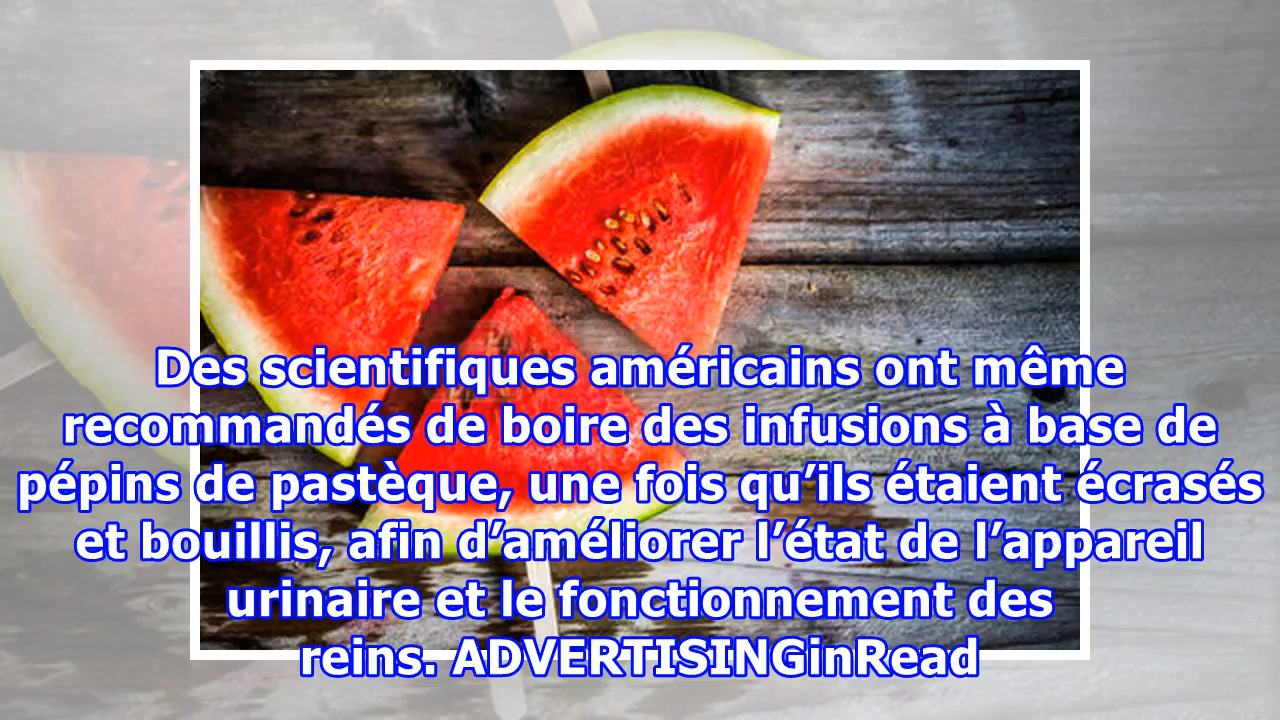 Des scientifiques américains ont même
recommandés de boire des infusions à base de
pépins de pastèque, une fois qu’ils étaient écrasés
et bouillis, afin d’améliorer l’état de l’appareil
urinaire et le fonctionnement des
reins. ADVERTISINGinRead